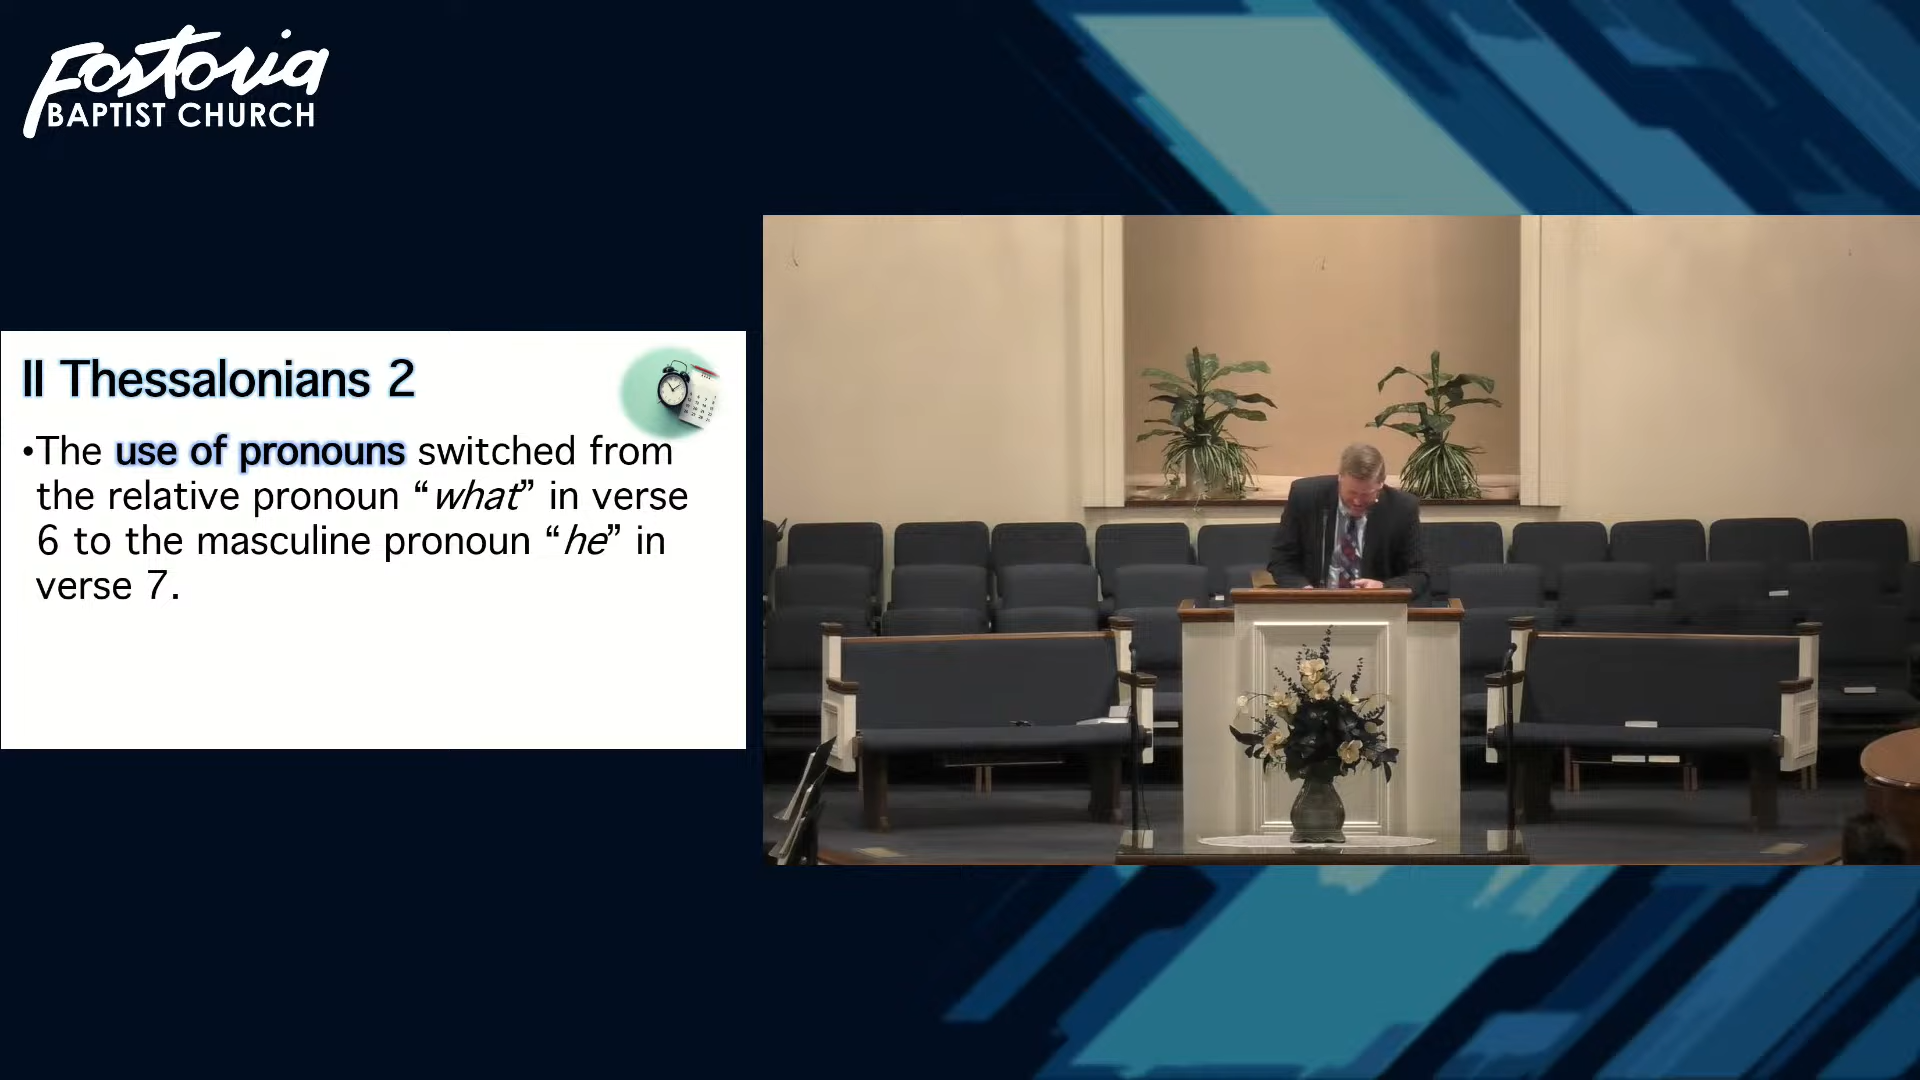 Fostoria
BAPTIST CHURCH
II Thessalonians 2
•The use of pronouns switched from
the relative pronoun “what” in verse
6 to the masculine pronoun “he” in
verse 7.